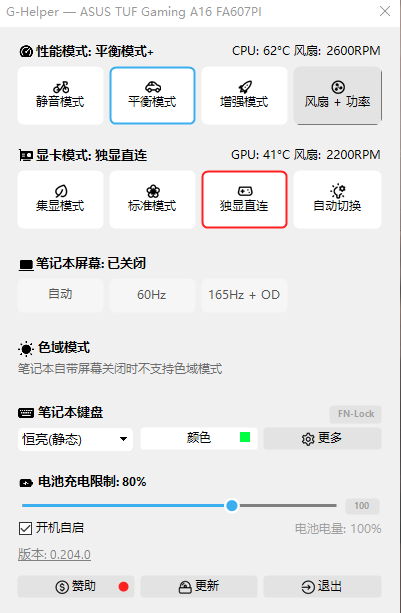 G-Helper — ASUS TUF Gaming A16 FA607PI
性能模式: 平衡模式+ CPU: 62°C 风扇: 2600RPM
静音模式 平衡模式 增强模式 风扇 + 功率
显卡模式: 独显直连 GPU: 41°C 风扇: 2200RPM
集显模式 标准模式 独显直连 自动切换
笔记本屏幕: 已关闭
自动 60Hz 165Hz + OD
色域模式
笔记本自带屏幕关闭时不支持色域模式
笔记本键盘 FN-Lock
恒亮(静态) 颜色 更多
电池充电限制: 80%
100
开机自启 电池电量: 100%
版本: 0.204.0
赞助 更新 退出